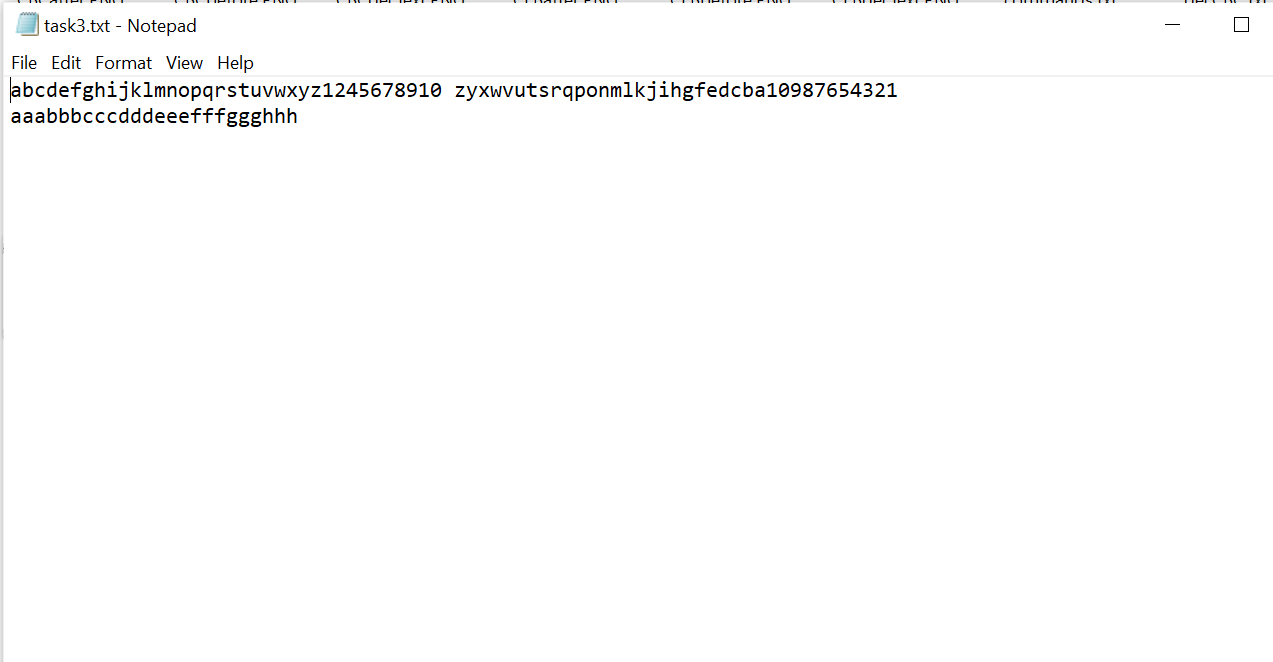 task3.txt - Notepad
File Edit Format View Help
abcdefghijklmnopqrstuvwxyz1245678910 zyxwvutsrqponmlkjihgfedcba10987654321
aaabbbcccdddeeefffggghhh